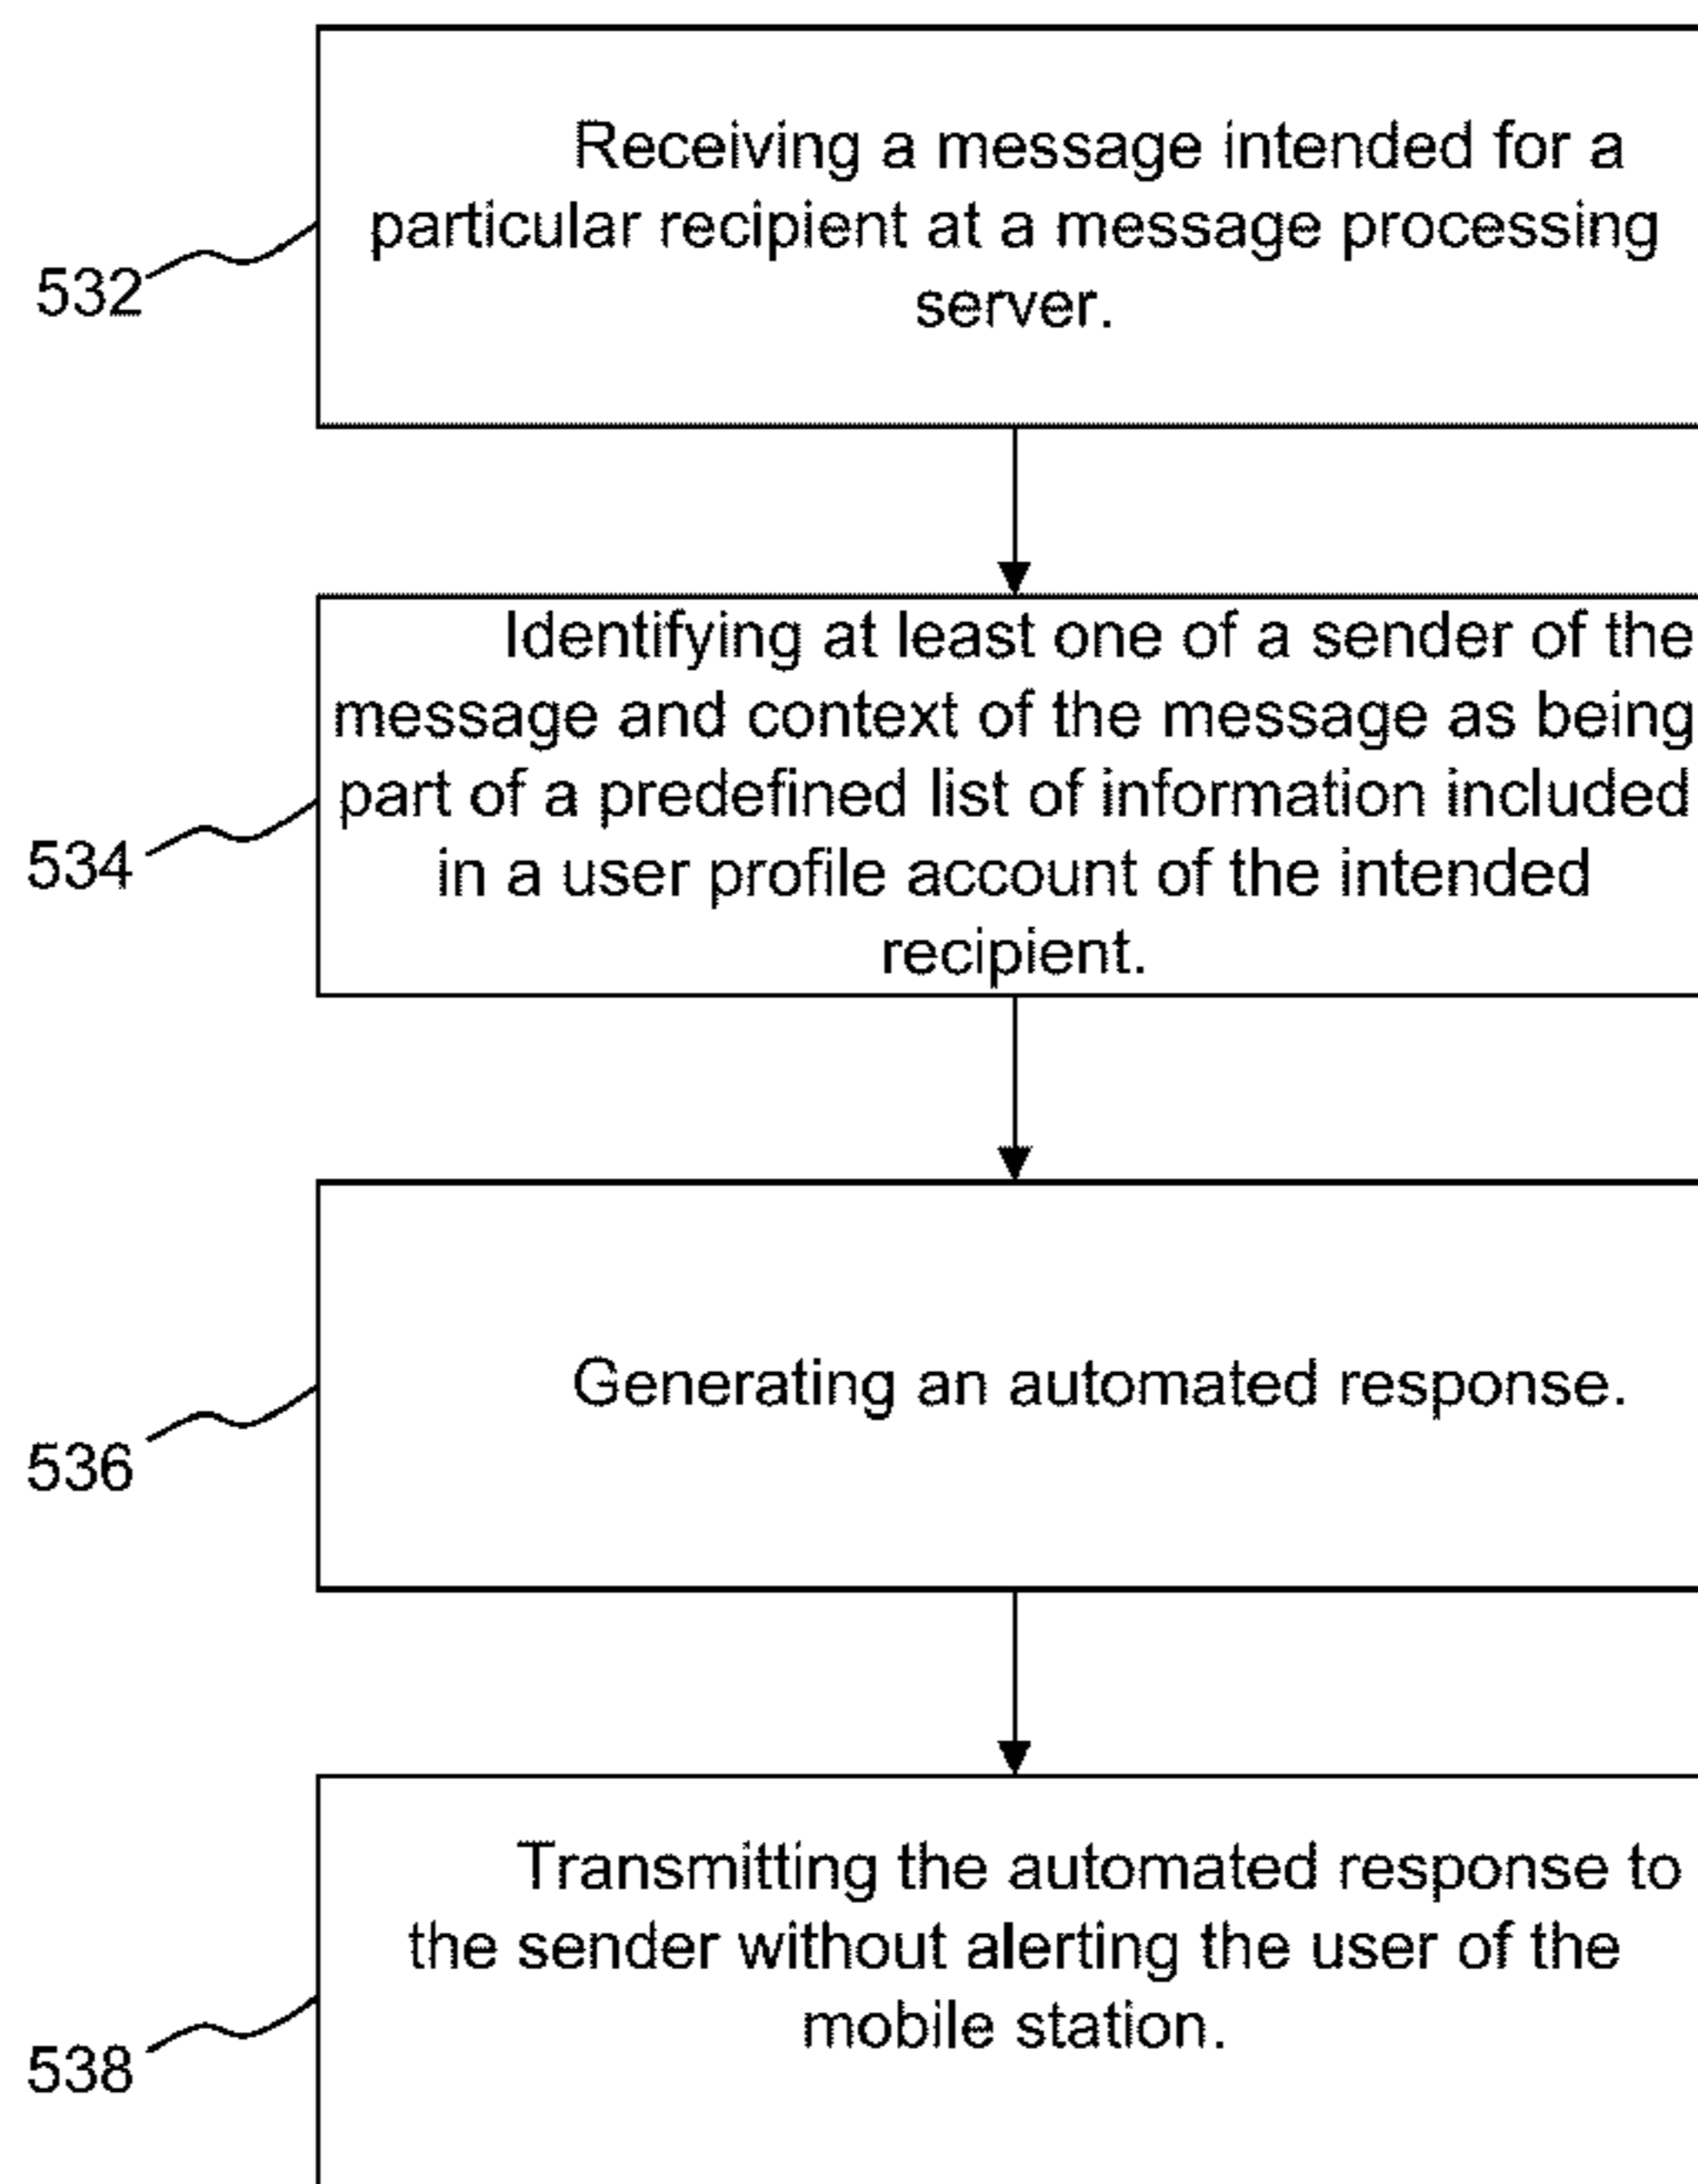 Receiving a message intended for a
particular recipient at a message processing
server.
532
Identifying at least one of a sender of the
message and context of the message as being
part of a predefined list of information included
in a user profile account of the intended
recipient.
534
Generating an automated response.
536
Transmitting the automated response to
the sender without alerting the user of the
mobile station.
538